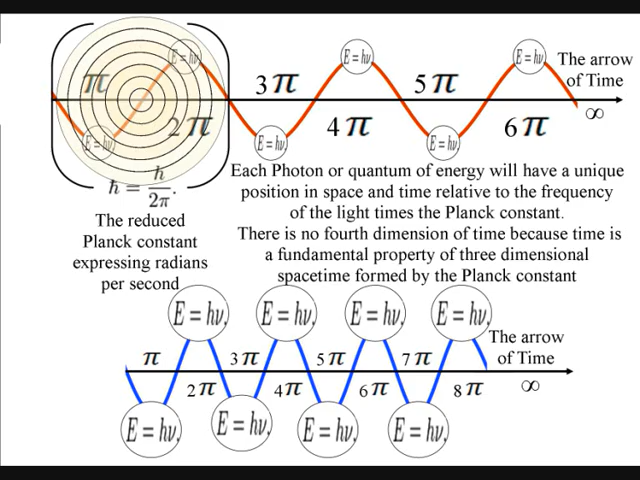 E = hν
The arrow
of Time
π
3π
5π
2π
4π
6π
∞
E = hν
E = hν
E = hν
E = hν
E = hν
ħ = h/2π.
The reduced
Planck constant
expressing radians
per second
Each Photon or quantum of energy will have a unique
position in space and time relative to the frequency
of the light times the Planck constant.
There is no fourth dimension of time because time is
a fundamental property of three dimensional
spacetime formed by the Planck constant
E = hν,
E = hν,
E = hν,
E = hν,
The arrow
of Time
π
3π
5π
7π
2π
4π
6π
8π
∞
E = hν,
E = hν,
E = hν,
E = hν,